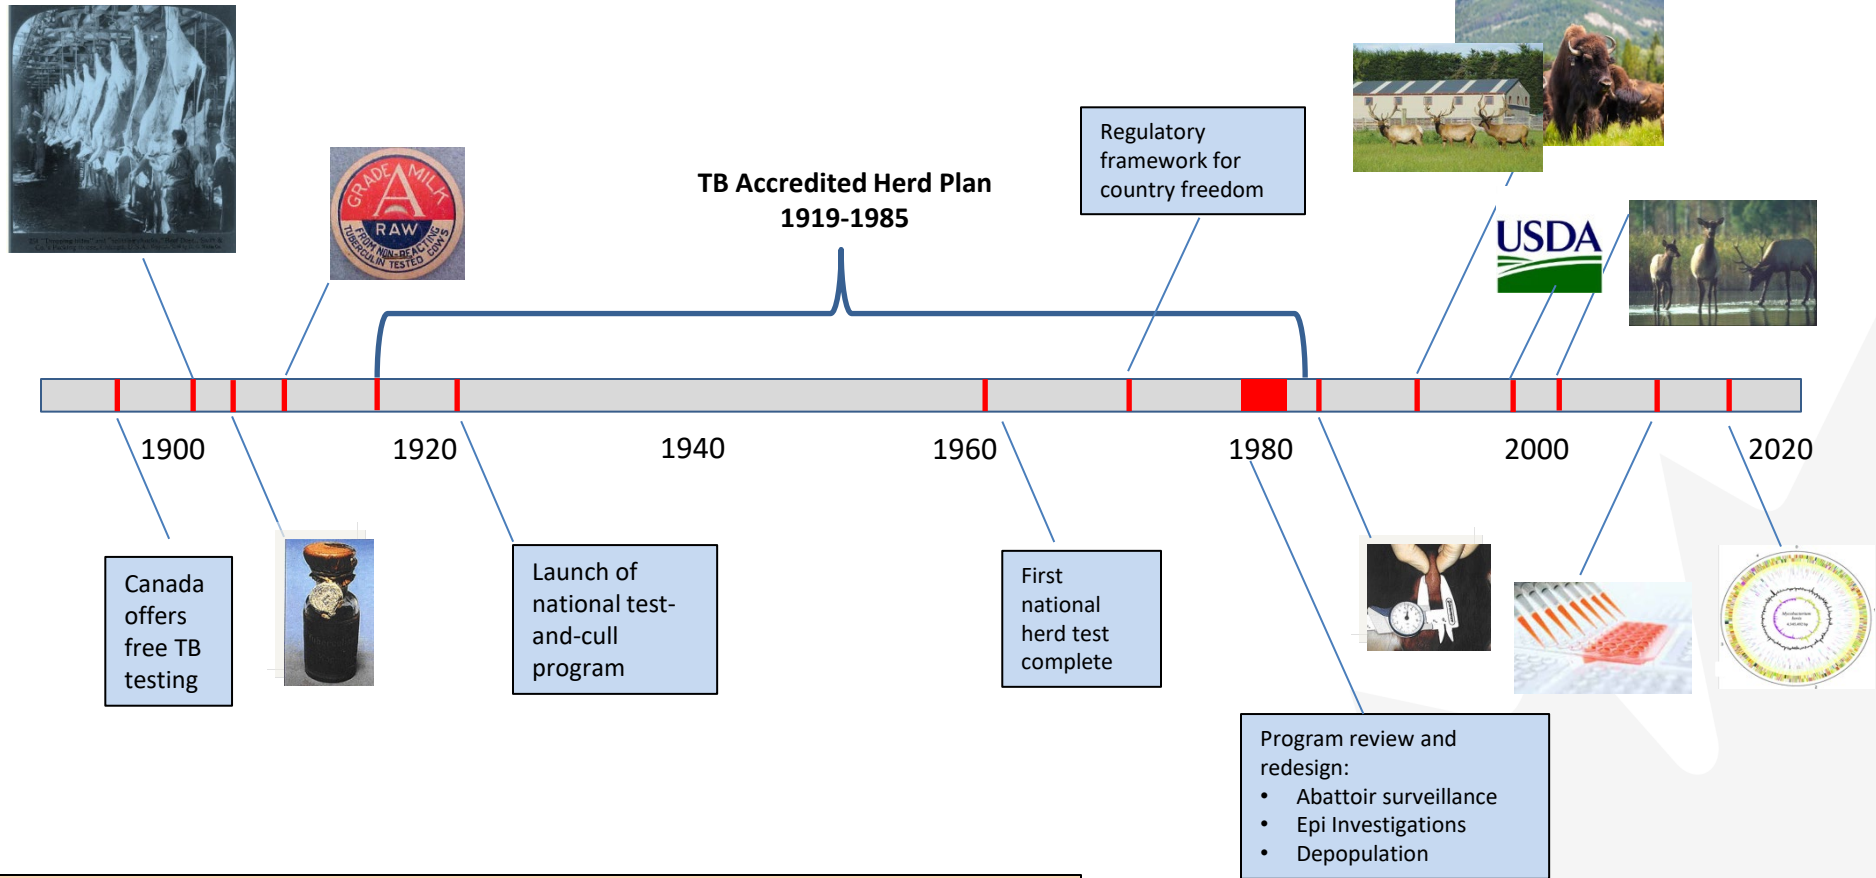 GRADE A MILK
RAW
FROM NON-REACTING
TUBERCULIN TESTED COWS
TB Accredited Herd Plan
1919-1985
Regulatory
framework for
country freedom
USDA
1900
1920
1940
1960
1980
2000
2020
Canada
offers
free TB
testing
Launch of
national test-
and-cull
program
First
national
herd test
complete
Program review and
redesign:
• Abattoir surveillance
• Epi Investigations
• Depopulation
Mycobacterium
bovis